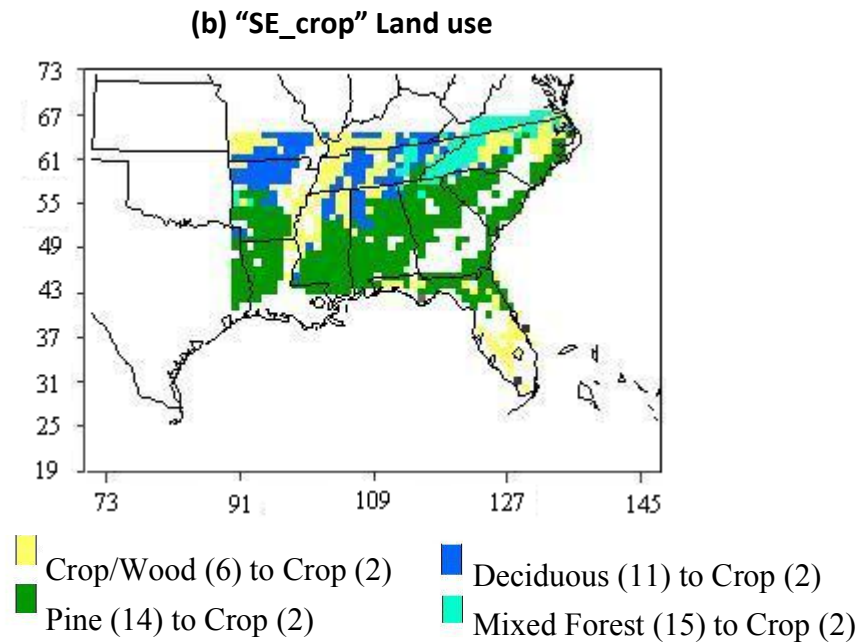 (b) “SE_crop” Land use
73
67
61
55
49
43
37
31
25
19
73 91 109 127 145
Crop/Wood (6) to Crop (2)
Deciduous (11) to Crop (2)
Pine (14) to Crop (2)
Mixed Forest (15) to Crop (2)